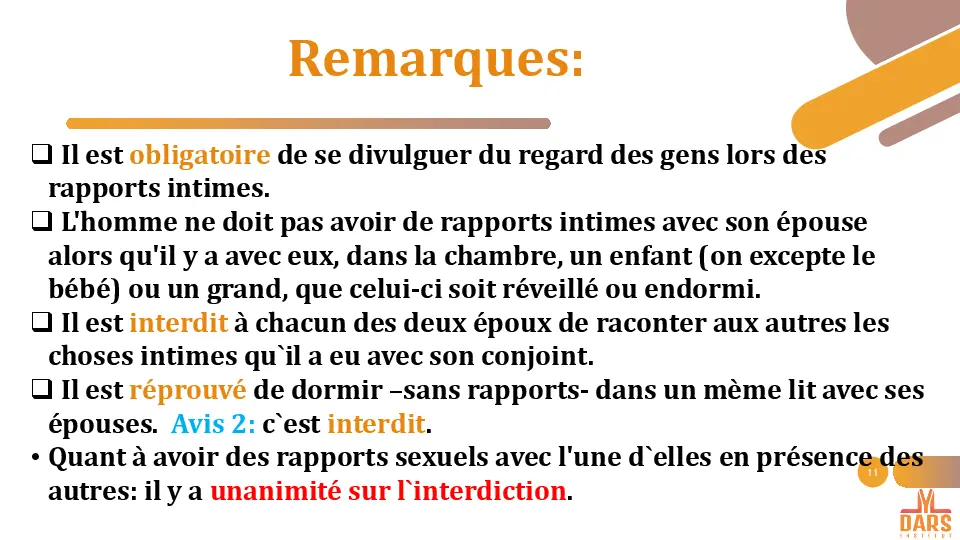 Remarques:
❑ Il est obligatoire de se divulguer du regard des gens lors des
rapports intimes.
❑ L'homme ne doit pas avoir de rapports intimes avec son épouse
alors qu'il y a avec eux, dans la chambre, un enfant (on excepte le
bébé) ou un grand, que celui-ci soit réveillé ou endormi.
❑ Il est interdit à chacun des deux époux de raconter aux autres les
choses intimes qu`il a eu avec son conjoint.
❑ Il est réprouvé de dormir –sans rapports- dans un mème lit avec ses
épouses. Avis 2: c`est interdit.
• Quant à avoir des rapports sexuels avec l'une d`elles en présence des
autres: il y a unanimité sur l`interdiction.
11
DARS
INSTITUT